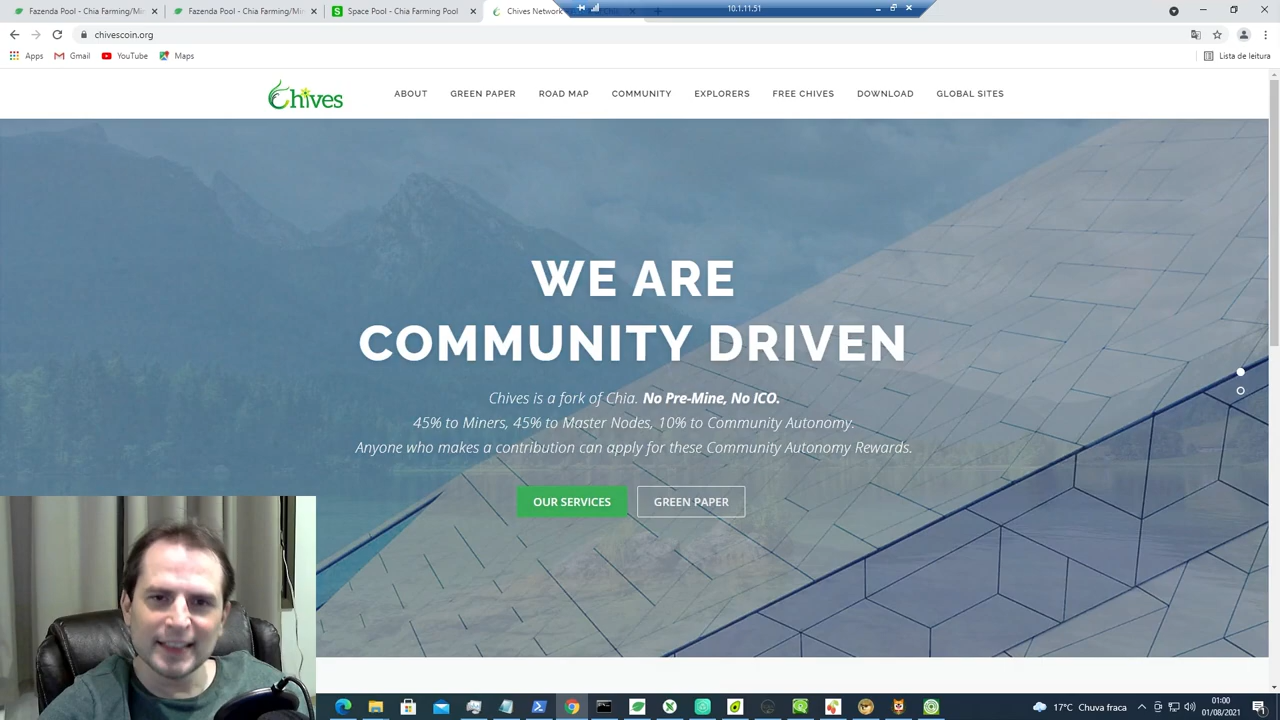 Fazenda Pool - Chia Farming/Mi
Fazenda Pool - Chia Farming/Mi
Space Pool - Chia Farming Pool
Chives Network
10.1.11.51
chivescoin.org
Apps
Gmail
YouTube
Maps
Lista de leitura
Chives
ABOUT
GREEN PAPER
ROAD MAP
COMMUNITY
EXPLORERS
FREE CHIVES
DOWNLOAD
GLOBAL SITES
WE ARE
COMMUNITY DRIVEN
Chives is a fork of Chia. No Pre-Mine, No ICO.
45% to Miners, 45% to Master Nodes, 10% to Community Autonomy.
Anyone who makes a contribution can apply for these Community Autonomy Rewards.
OUR SERVICES
GREEN PAPER
17°C Chuva fraca
01:00
01/08/2021